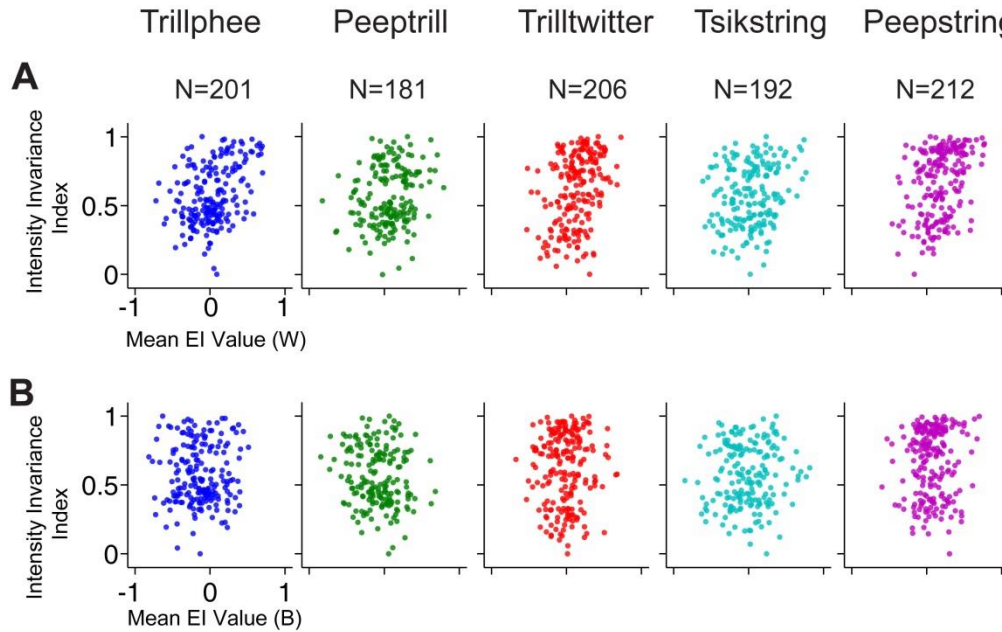 Trillphee Peeptrill Trilltwitter Tsikstring Peepstring
A
N=201 N=181 N=206 N=192 N=212
Intensity Invariance
Index
1
0.5
0
-1 0 1
Mean EI Value (W)
B
Intensity Invariance
Index
1
0.5
0
-1 0 1
Mean EI Value (B)